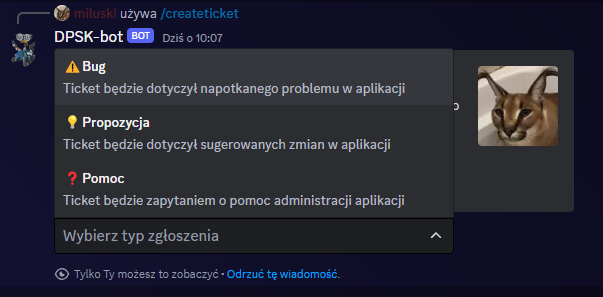 miluski używa /createticket
DPSK-bot BOT Dziś o 10:07
Bug
Ticket będzie dotyczył napotkanego problemu w aplikacji
Propozycja
Ticket będzie dotyczył sugerowanych zmian w aplikacji
Pomoc
Ticket będzie zapytaniem o pomoc administracji aplikacji
o
Wybierz typ zgłoszenia
Tylko Ty możesz to zobaczyć • Odrzuć tę wiadomość.